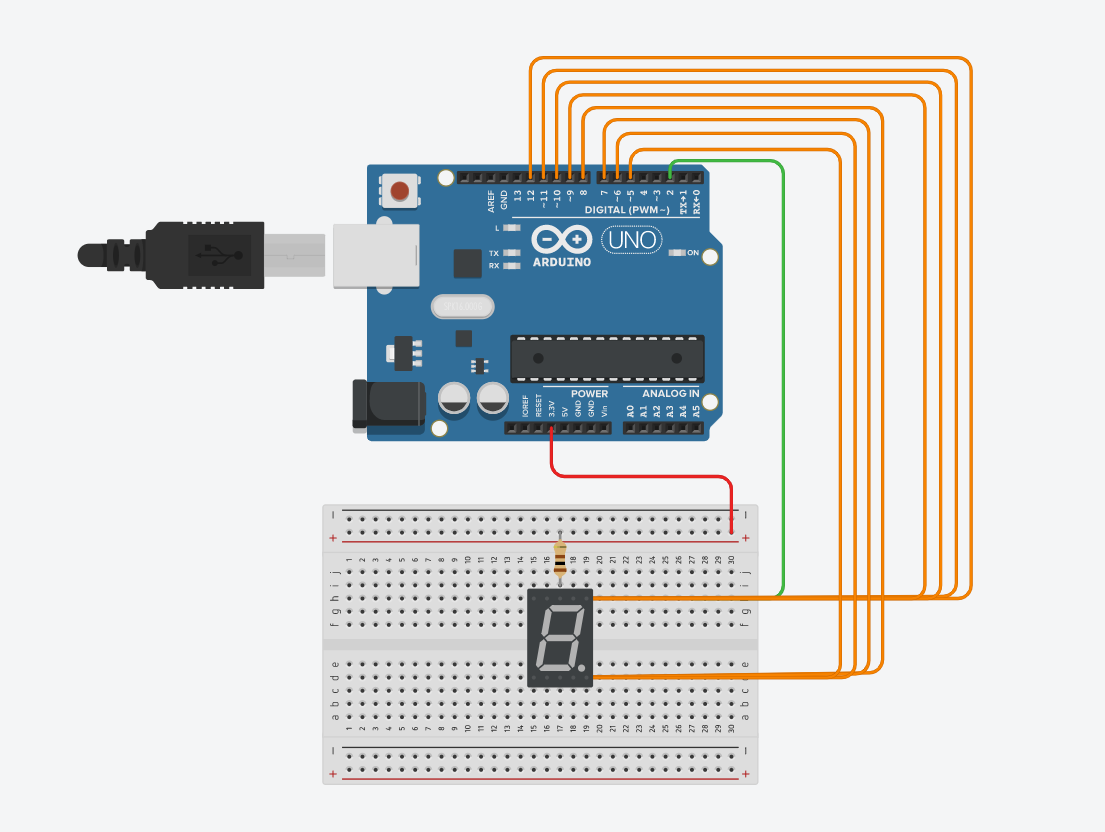 AREF
GND
13
12
~11
~10
~9
8
7
~6
~5
4
~3
2
TX→1
RX←0
DIGITAL (PWM~)
L
TX
RX
ARDUINO
UNO
ON
POWER
ANALOG IN
IOREF
RESET
3.3V
5V
GND
GND
Vin
A0
A1
A2
A3
A4
A5
− −
+ +
1 2 3 4 5 6 7 8 9 10 11 12 13 14 15 16 18 19 20 21 22 23 24 25 26 27 28 29 30
j j
i i
h h
g g
f f
e e
d d
c c
b b
a a
1 2 3 4 5 6 7 8 9 10 11 12 13 14 15 16 17 18 19 20 21 22 23 24 25 26 27 28 29 30
− −
+ +